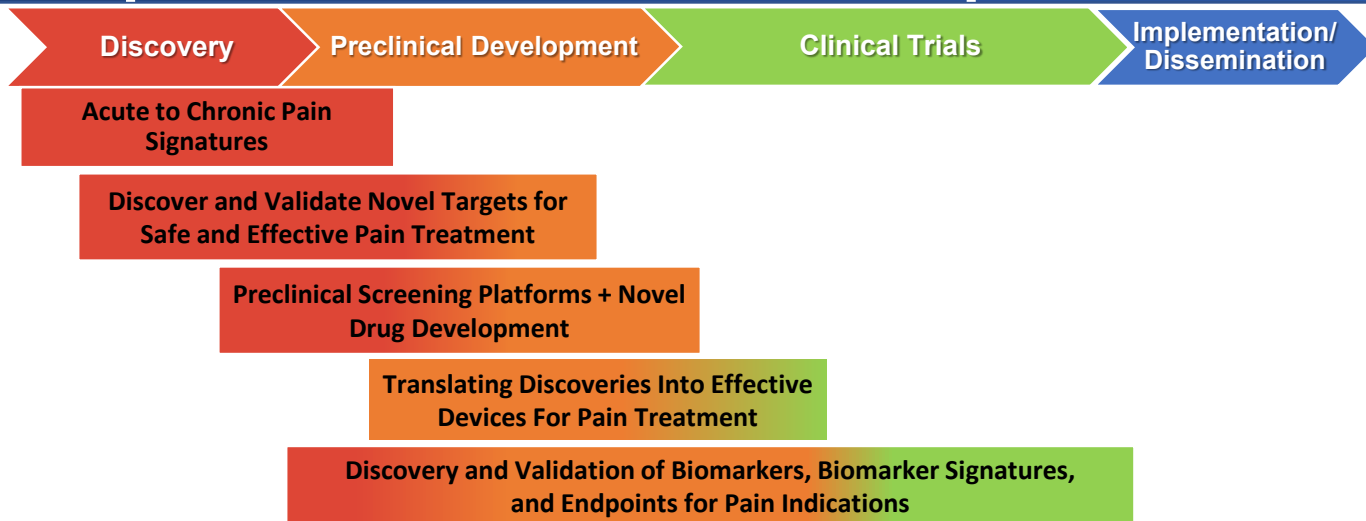 Discovery
Preclinical Development
Clinical Trials
Implementation/
Dissemination
Acute to Chronic Pain
Signatures
Discover and Validate Novel Targets for
Safe and Effective Pain Treatment
Preclinical Screening Platforms + Novel
Drug Development
Translating Discoveries Into Effective
Devices For Pain Treatment
Discovery and Validation of Biomarkers, Biomarker Signatures,
and Endpoints for Pain Indications